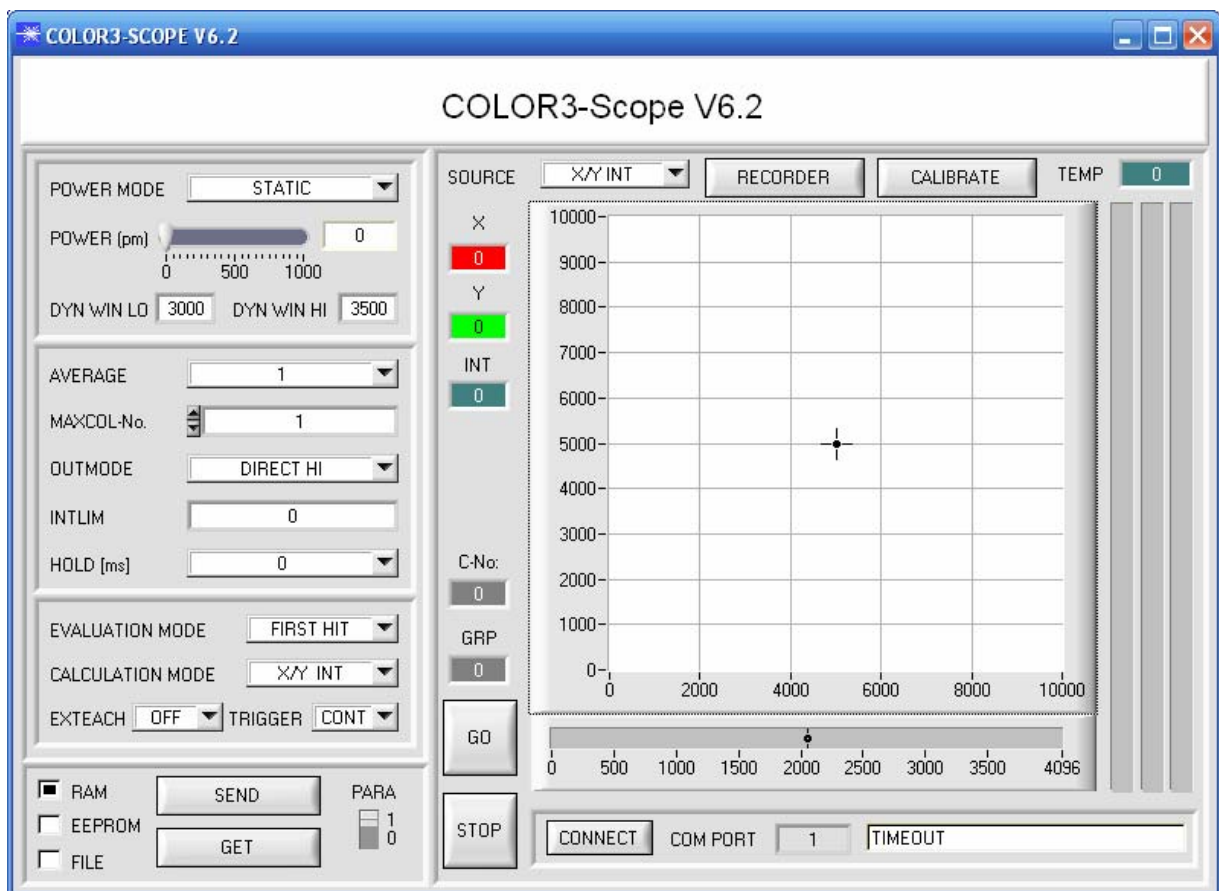 COLOR3-SCOPE V6.2
COLOR3-Scope V6.2
POWER MODE STATIC
POWER (pm) 0
0 500 1000
DYN WIN LO 3000 DYN WIN HI 3500
AVERAGE 1
MAXCOL-No. 1
OUTMODE DIRECT HI
INTLIM 0
HOLD [ms] 0
EVALUATION MODE FIRST HIT
CALCULATION MODE X/Y INT
EXTEACH OFF TRIGGER CONT
RAM
EEPROM
FILE
SEND
GET
PARA
1
0
SOURCE X/Y INT RECORDER CALIBRATE TEMP 0
X
0
Y
0
INT
0
C-No:
0
GRP
0
GO
STOP
10000
9000
8000
7000
6000
5000
4000
3000
2000
1000
0
0 2000 4000 6000 8000 10000
0 500 1000 1500 2000 2500 3000 3500 4096
CONNECT COM PORT 1 TIMEOUT